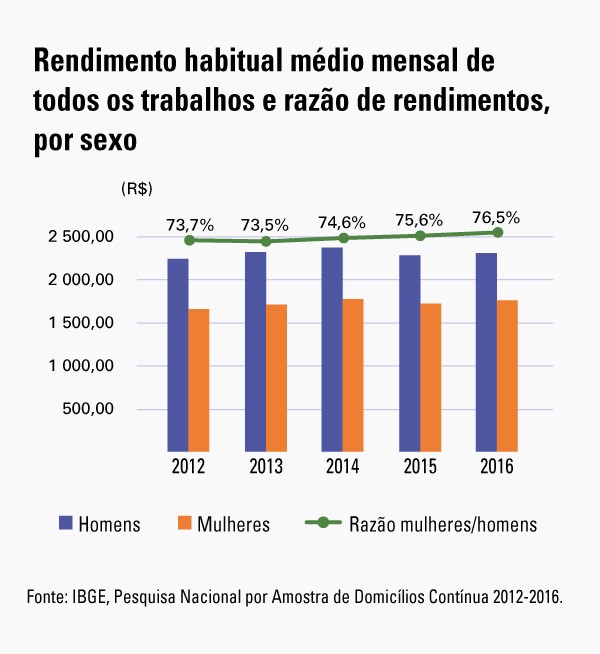 Rendimento habitual médio mensal de
todos os trabalhos e razão de rendimentos,
por sexo
(R$)
73,7% 73,5% 74,6% 75,6% 76,5%
2 500,00
2 000,00
1 500,00
1 000,00
500,00
2012 2013 2014 2015 2016
Homens Mulheres Razão mulheres/homens
Fonte: IBGE, Pesquisa Nacional por Amostra de Domicílios Contínua 2012-2016.